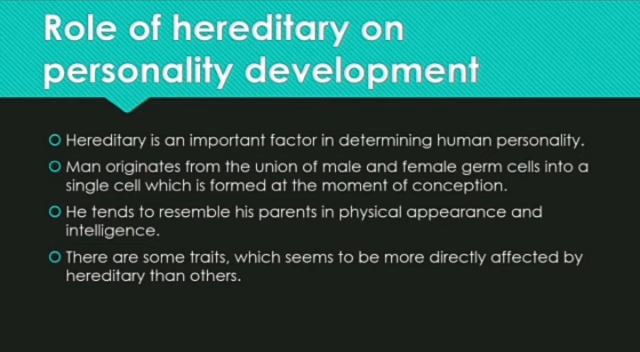 Role of hereditary on
personality development
Hereditary is an important factor in determining human personality.
Man originates from the union of male and female germ cells into a
single cell which is formed at the moment of conception.
He tends to resemble his parents in physical appearance and
intelligence.
There are some traits, which seems to be more directly affected by
hereditary than others.